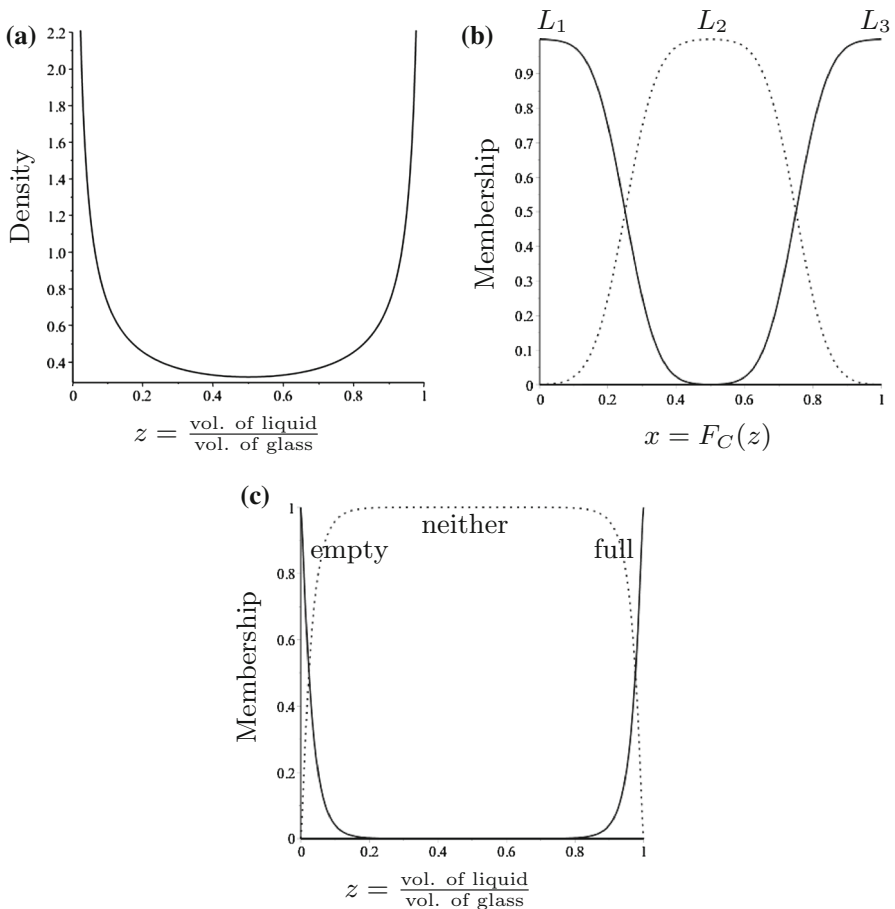 (a)
2.2
2.0
1.8
1.6
1.4
1.2
1.0
0.8
0.6
0.4
0 0.2 0.4 0.6 0.8 1
Density
z = vol. of liquid / vol. of glass
(b)
L₁ L₂ L₃
0.9
0.8
0.7
0.6
0.5
0.4
0.3
0.2
0.1
0
0 0.2 0.4 0.6 0.8 1
Membership
x = F_C(z)
(c)
1
0.8
0.6
0.4
0.2
0
0 0.2 0.4 0.6 0.8 1
Membership
neither
empty full
z = vol. of liquid / vol. of glass